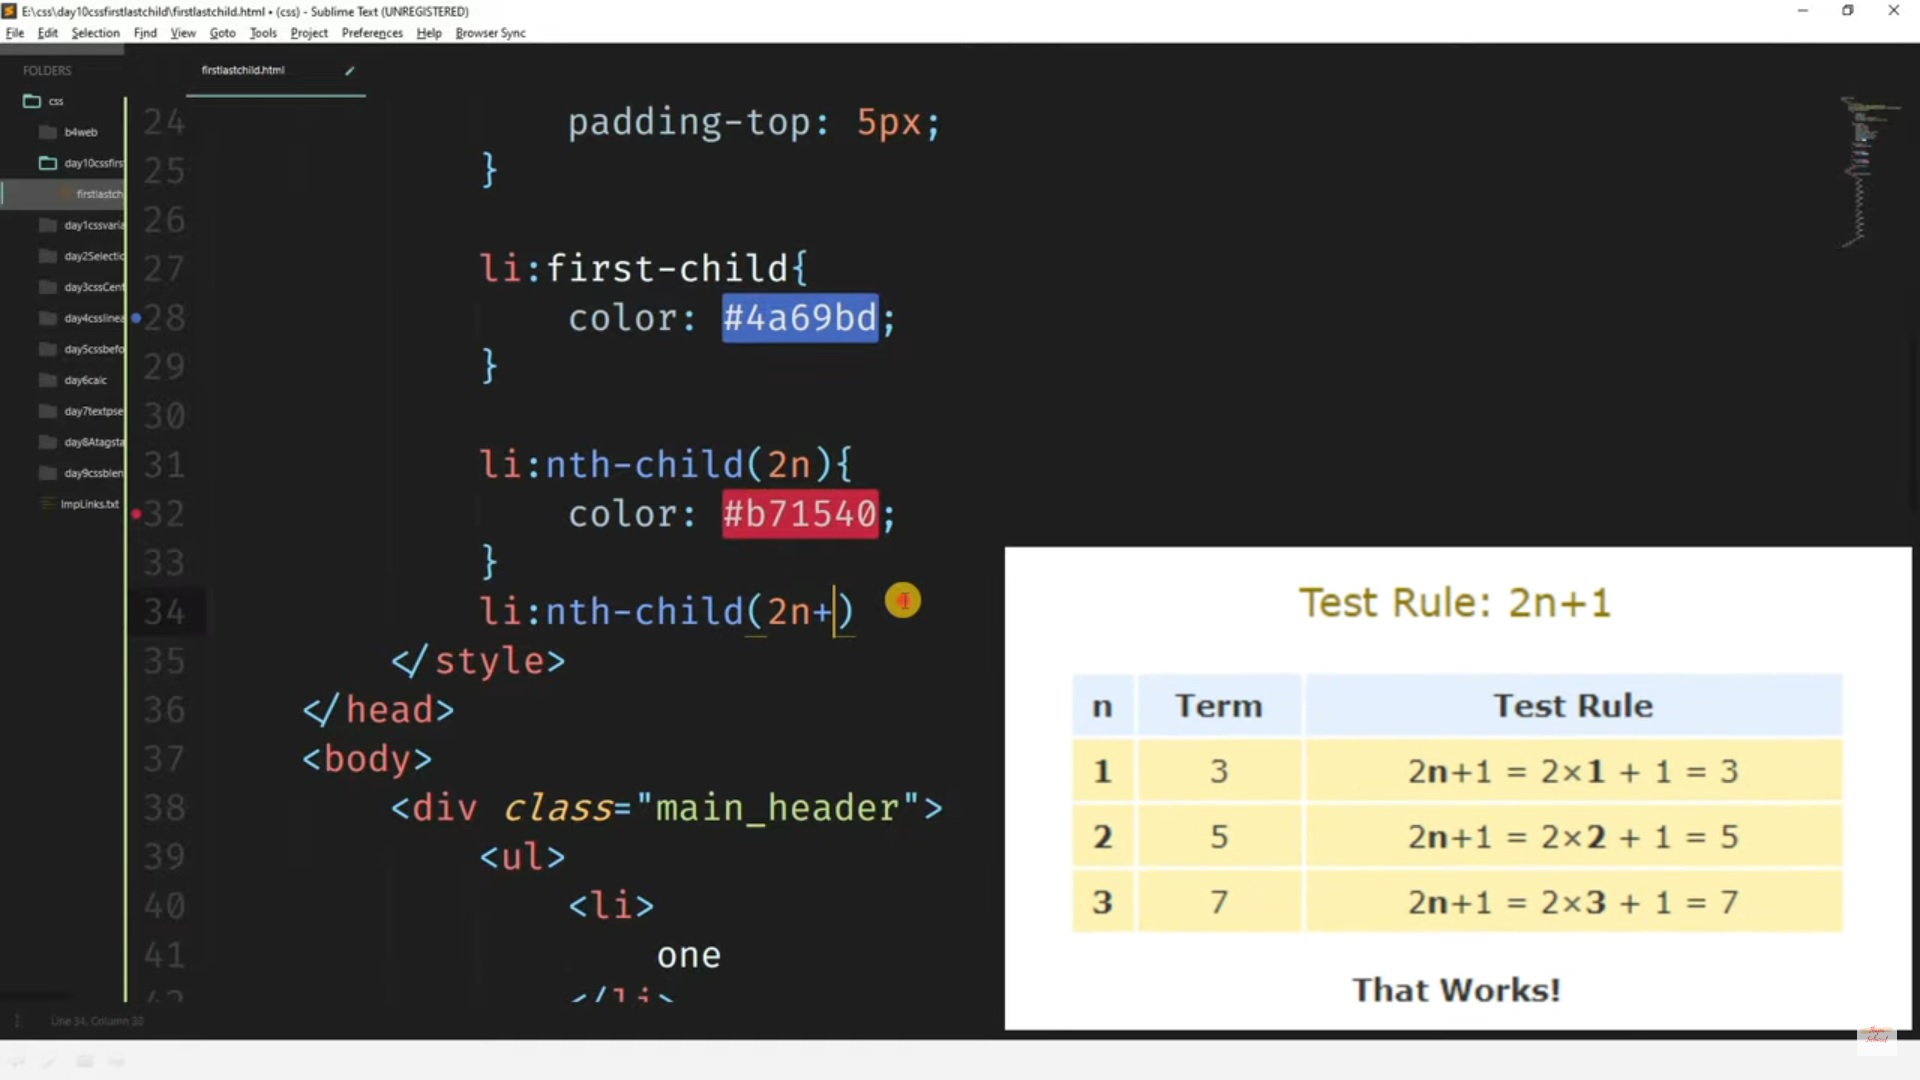 E:\css\day10cssfirstlastchild\firstlastchild.html • (css) - Sublime Text (UNREGISTERED)
File Edit Selection Find View Goto Tools Project Preferences Help Browser Sync
FOLDERS
css
b4web
day10cssfirs
firstlastch
day1cssvaria
day2Selectio
day3cssCent
day4csslinea
day5cssbefo
day6calc
day7textpse
day8Atagsta
day9cssblen
ImpLinks.txt
firstlastchild.html
24 padding-top: 5px;
25 }
26
27 li:first-child{
28 color: #4a69bd;
29 }
30
31 li:nth-child(2n){
32 color: #b71540;
33 }
34 li:nth-child(2n+)
35 </style>
36 </head>
37 <body>
38 <div class="main_header">
39 <ul>
40 <li>
41 one
42 </li>
Line 34, Column 30
Test Rule: 2n+1
n Term Test Rule
1 3 2n+1 = 2×1 + 1 = 3
2 5 2n+1 = 2×2 + 1 = 5
3 7 2n+1 = 2×3 + 1 = 7
That Works!